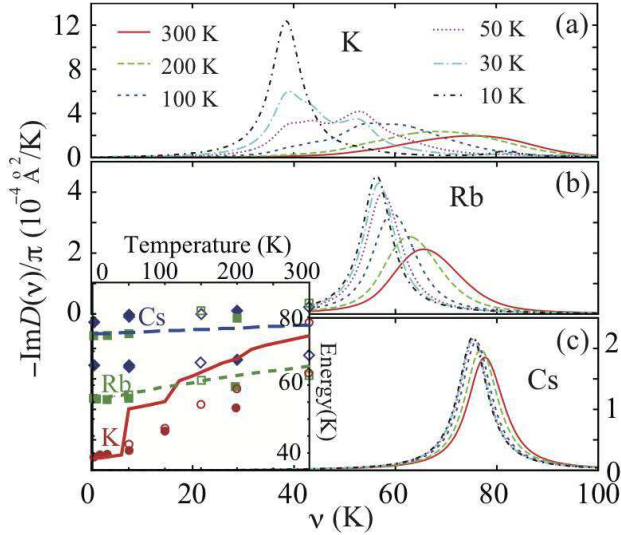 12
8
4
0
K
(a)
300 K
200 K
100 K
50 K
30 K
10 K
4
2
0
Rb
(b)
2
1
0
Cs
(c)
−ImD(ν)/π (10⁻⁴ Å²/K)
0 20 40 60 80 100
ν (K)
Temperature (K)
0 100 200 300
80
60
40
Energy(K)
Cs
Rb
K